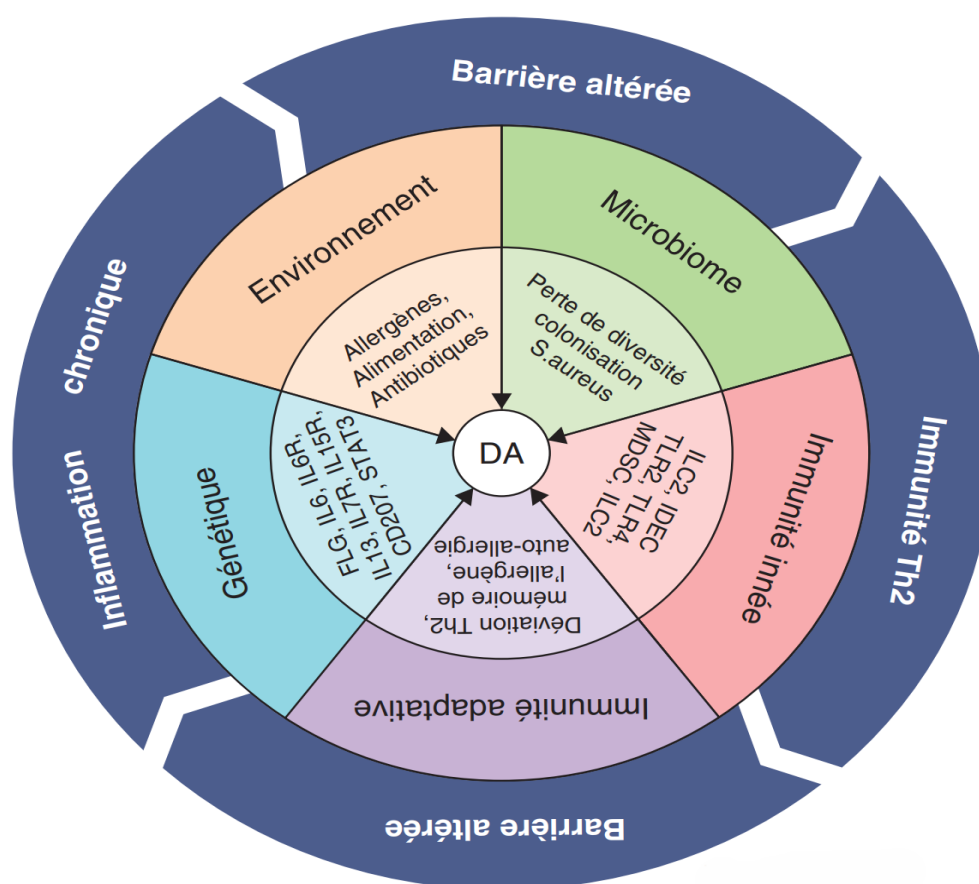 Barrière altérée
Immunité Th2
Barrière altérée
Inflammation chronique
Environnement
Allergènes,
Alimentation,
Antibiotiques
Microbiome
Perte de diversité
colonisation
S.aureus
Immunité innée
ILC2, IDEC
TLR2, TLR4,
MDSC, ILC2
Immunité adaptative
Déviation Th2,
mémoire de
l'allergène,
auto-allergie
Génétique
FLG, IL6, IL6R,
IL13, IL7R, IL15R,
CD207, STAT3
DA